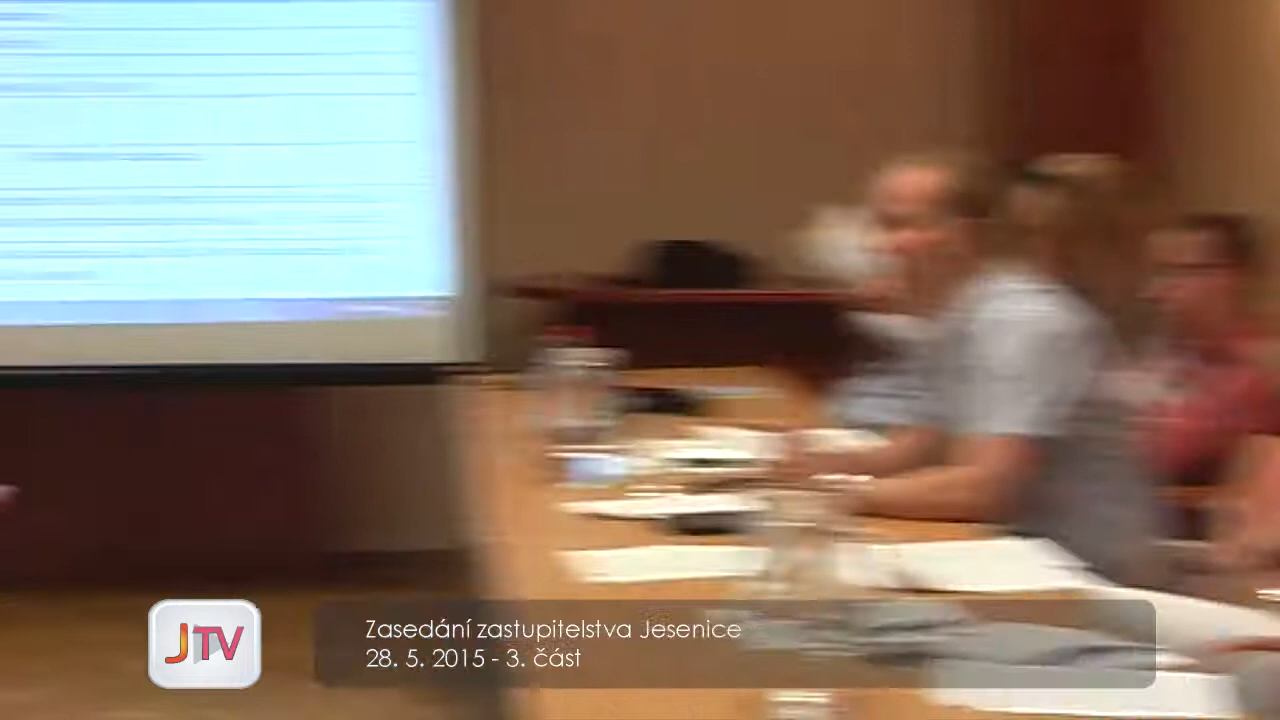 JTV
Zasedání zastupitelstva Jesenice
28. 5. 2015 - 3. část